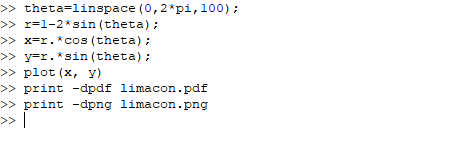 >> theta=linspace(0,2*pi,100);
>> r=1-2*sin(theta);
>> x=r.*cos(theta);
>> y=r.*sin(theta);
>> plot(x, y)
>> print -dpdf limacon.pdf
>> print -dpng limacon.png
>>